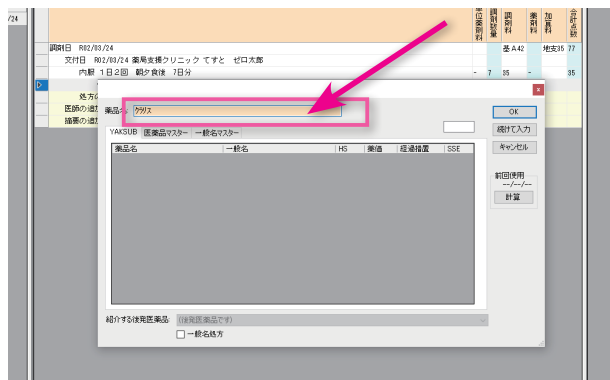 /24
単位薬剤料 調剤数量 調剤料 薬剤料 加算料 合計点数
調剤日 R02/03/24 基A42 地支35 77
交付日 R02/03/24 薬局支援クリニック てすと ゼロ太郎
内服 1日2回 朝夕食後 7日分 - 7 35 - 35
処方の
医師の追加
摘要の追加
x
薬品名: クラリス
OK
続けて入力
キャンセル
YAKSUB 医薬品マスター 一般名マスター
薬品名 一般名 HS 薬価 経過措置 SSE
前回使用
--/--/--
計算
紹介する後発医薬品: (後発医薬品です)
一般名処方